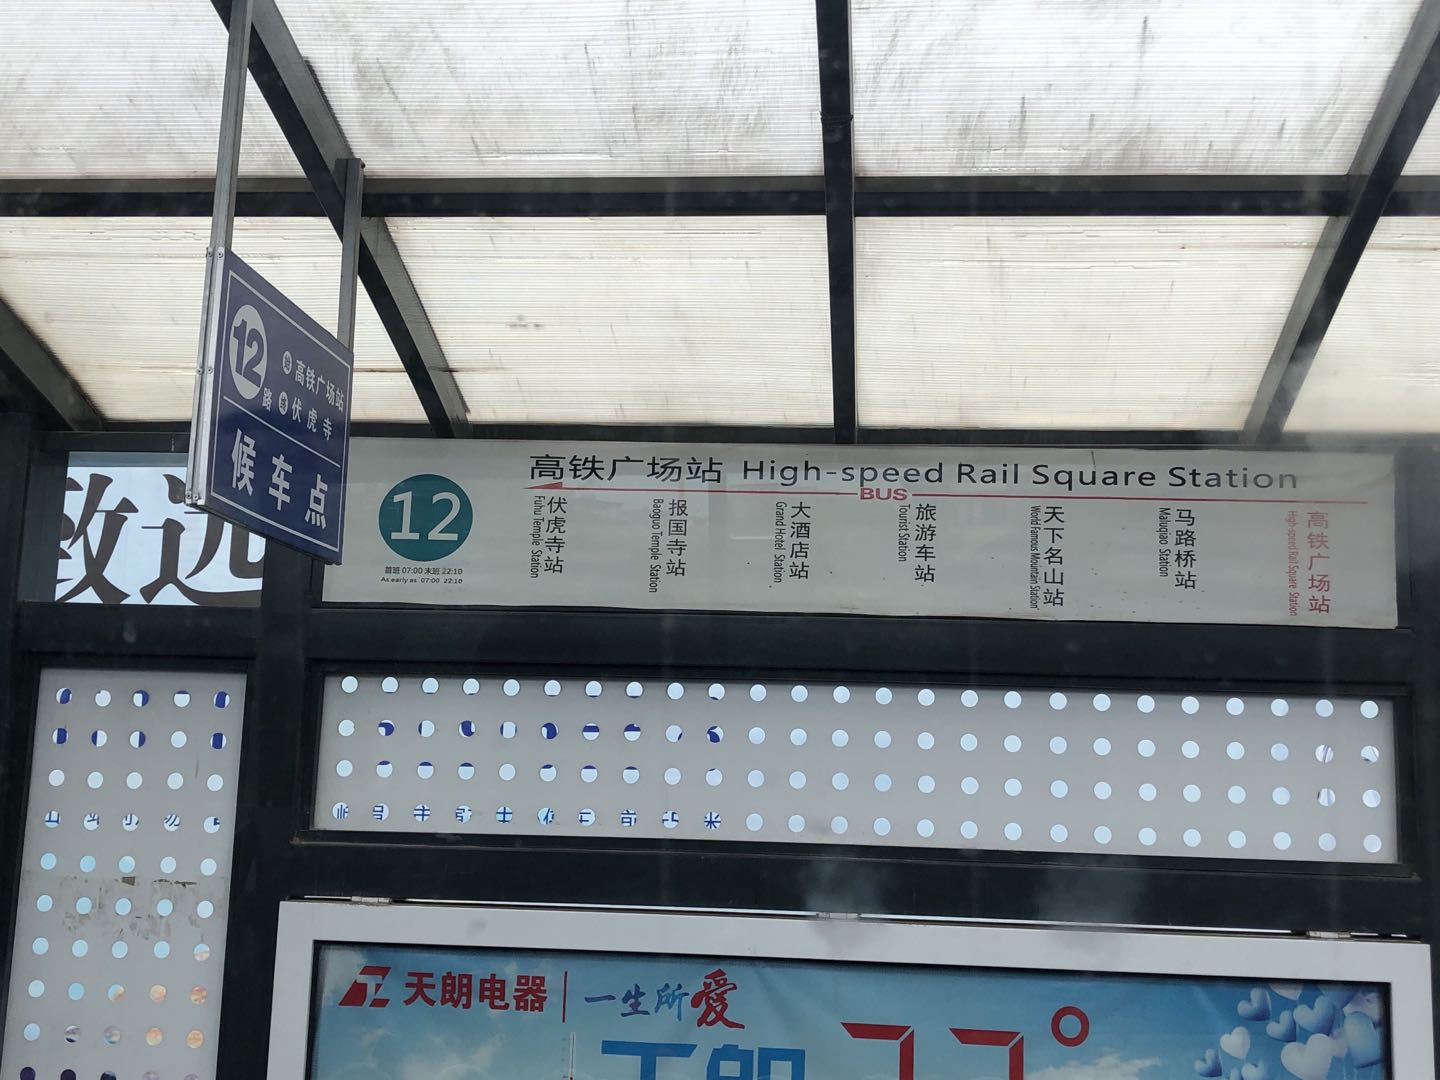 12
路
始 高铁广场站
终 伏虎寺
候车点
致远
12
首班 07:00 末班 22:10
As early as 07:00 22:10
高铁广场站 High-speed Rail Square Station
BUS
伏虎寺站
Fuhu Temple Station
报国寺站
Baoguo Temple Station
大酒店站
Grand Hotel Station
旅游车站
Tourist Station
天下名山站
World Famous Mountain Station
马路桥站
Maluqiao Station
高铁广场站
High-speed Rail Square Station
天朗电器
一生所爱
天朗